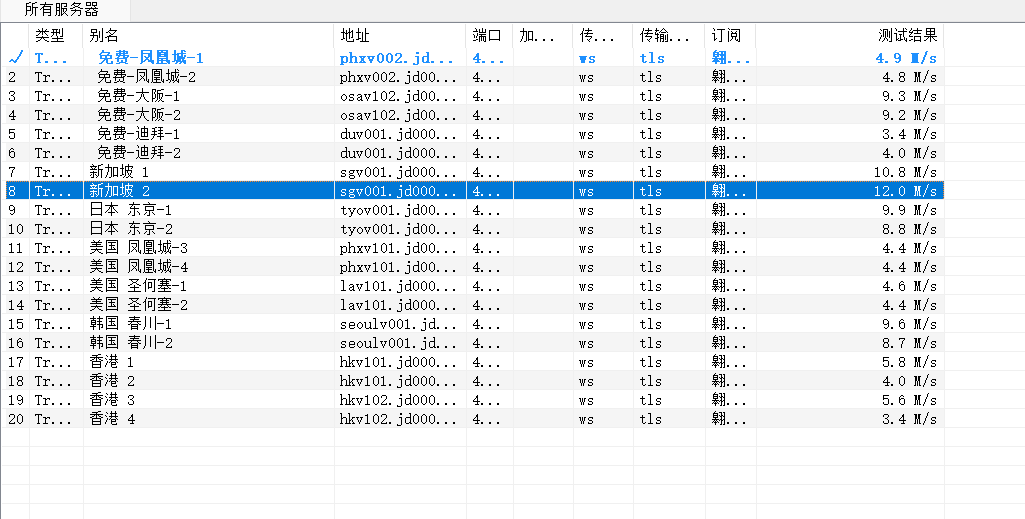 所有服务器
类型 别名 地址 端口 加... 传... 传输... 订阅 测试结果
✓ T... 免费-凤凰城-1 phxv002.jd... 4... ws tls 翱... 4.9 M/s
2 Tr... 免费-凤凰城-2 phxv002.jd00... 4... ws tls 翱... 4.8 M/s
3 Tr... 免费-大阪-1 osav102.jd00... 4... ws tls 翱... 9.3 M/s
4 Tr... 免费-大阪-2 osav102.jd00... 4... ws tls 翱... 9.2 M/s
5 Tr... 免费-迪拜-1 duv001.jd000... 4... ws tls 翱... 3.4 M/s
6 Tr... 免费-迪拜-2 duv001.jd000... 4... ws tls 翱... 4.0 M/s
7 Tr... 新加坡 1 sgv001.jd000... 4... ws tls 翱... 10.8 M/s
8 Tr... 新加坡 2 sgv001.jd000... 4... ws tls 翱... 12.0 M/s
9 Tr... 日本 东京-1 tyov001.jd00... 4... ws tls 翱... 9.9 M/s
10 Tr... 日本 东京-2 tyov001.jd00... 4... ws tls 翱... 8.8 M/s
11 Tr... 美国 凤凰城-3 phxv101.jd00... 4... ws tls 翱... 4.4 M/s
12 Tr... 美国 凤凰城-4 phxv101.jd00... 4... ws tls 翱... 4.4 M/s
13 Tr... 美国 圣何塞-1 lav101.jd000... 4... ws tls 翱... 4.6 M/s
14 Tr... 美国 圣何塞-2 lav101.jd000... 4... ws tls 翱... 4.4 M/s
15 Tr... 韩国 春川-1 seoulv001.jd... 4... ws tls 翱... 9.6 M/s
16 Tr... 韩国 春川-2 seoulv001.jd... 4... ws tls 翱... 8.7 M/s
17 Tr... 香港 1 hkv101.jd000... 4... ws tls 翱... 5.8 M/s
18 Tr... 香港 2 hkv101.jd000... 4... ws tls 翱... 4.0 M/s
19 Tr... 香港 3 hkv102.jd000... 4... ws tls 翱... 5.6 M/s
20 Tr... 香港 4 hkv102.jd000... 4... ws tls 翱... 3.4 M/s